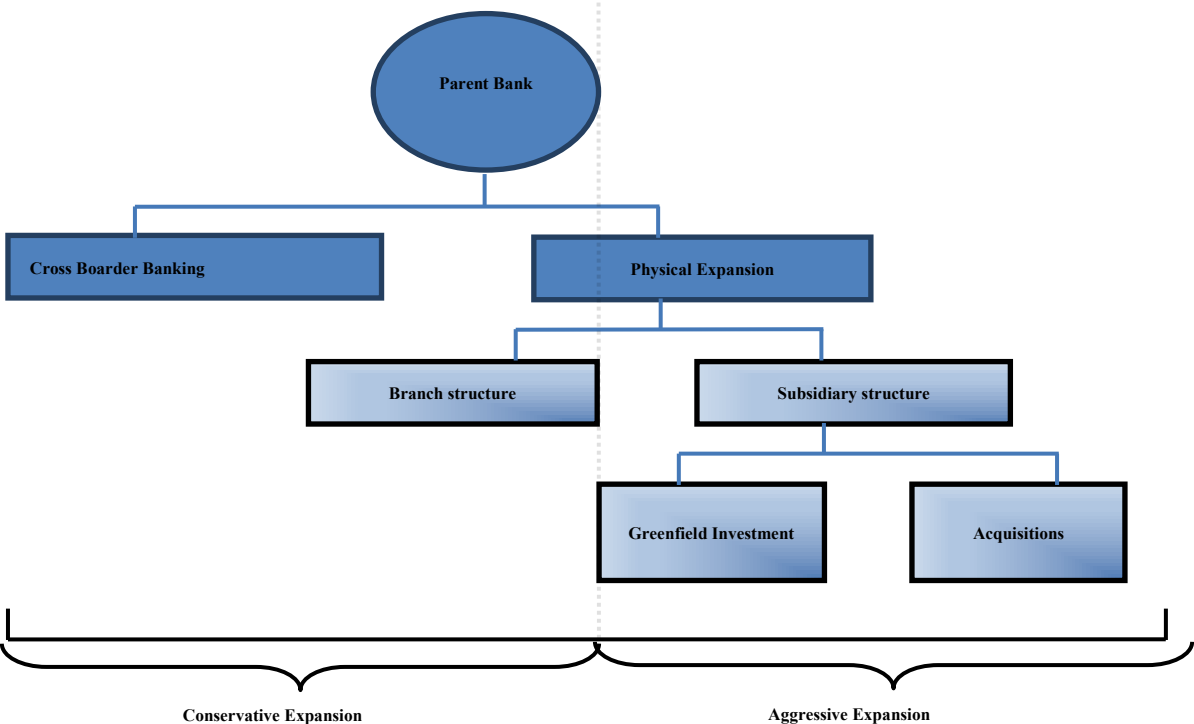 Parent Bank
Cross Boarder Banking
Physical Expansion
Branch structure
Subsidiary structure
Greenfield Investment
Acquisitions
Conservative Expansion
Aggressive Expansion